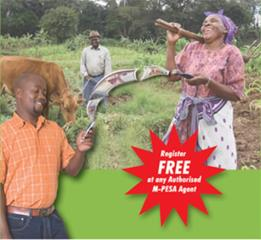 Register
FREE
at any Authorised
M-PESA Agent